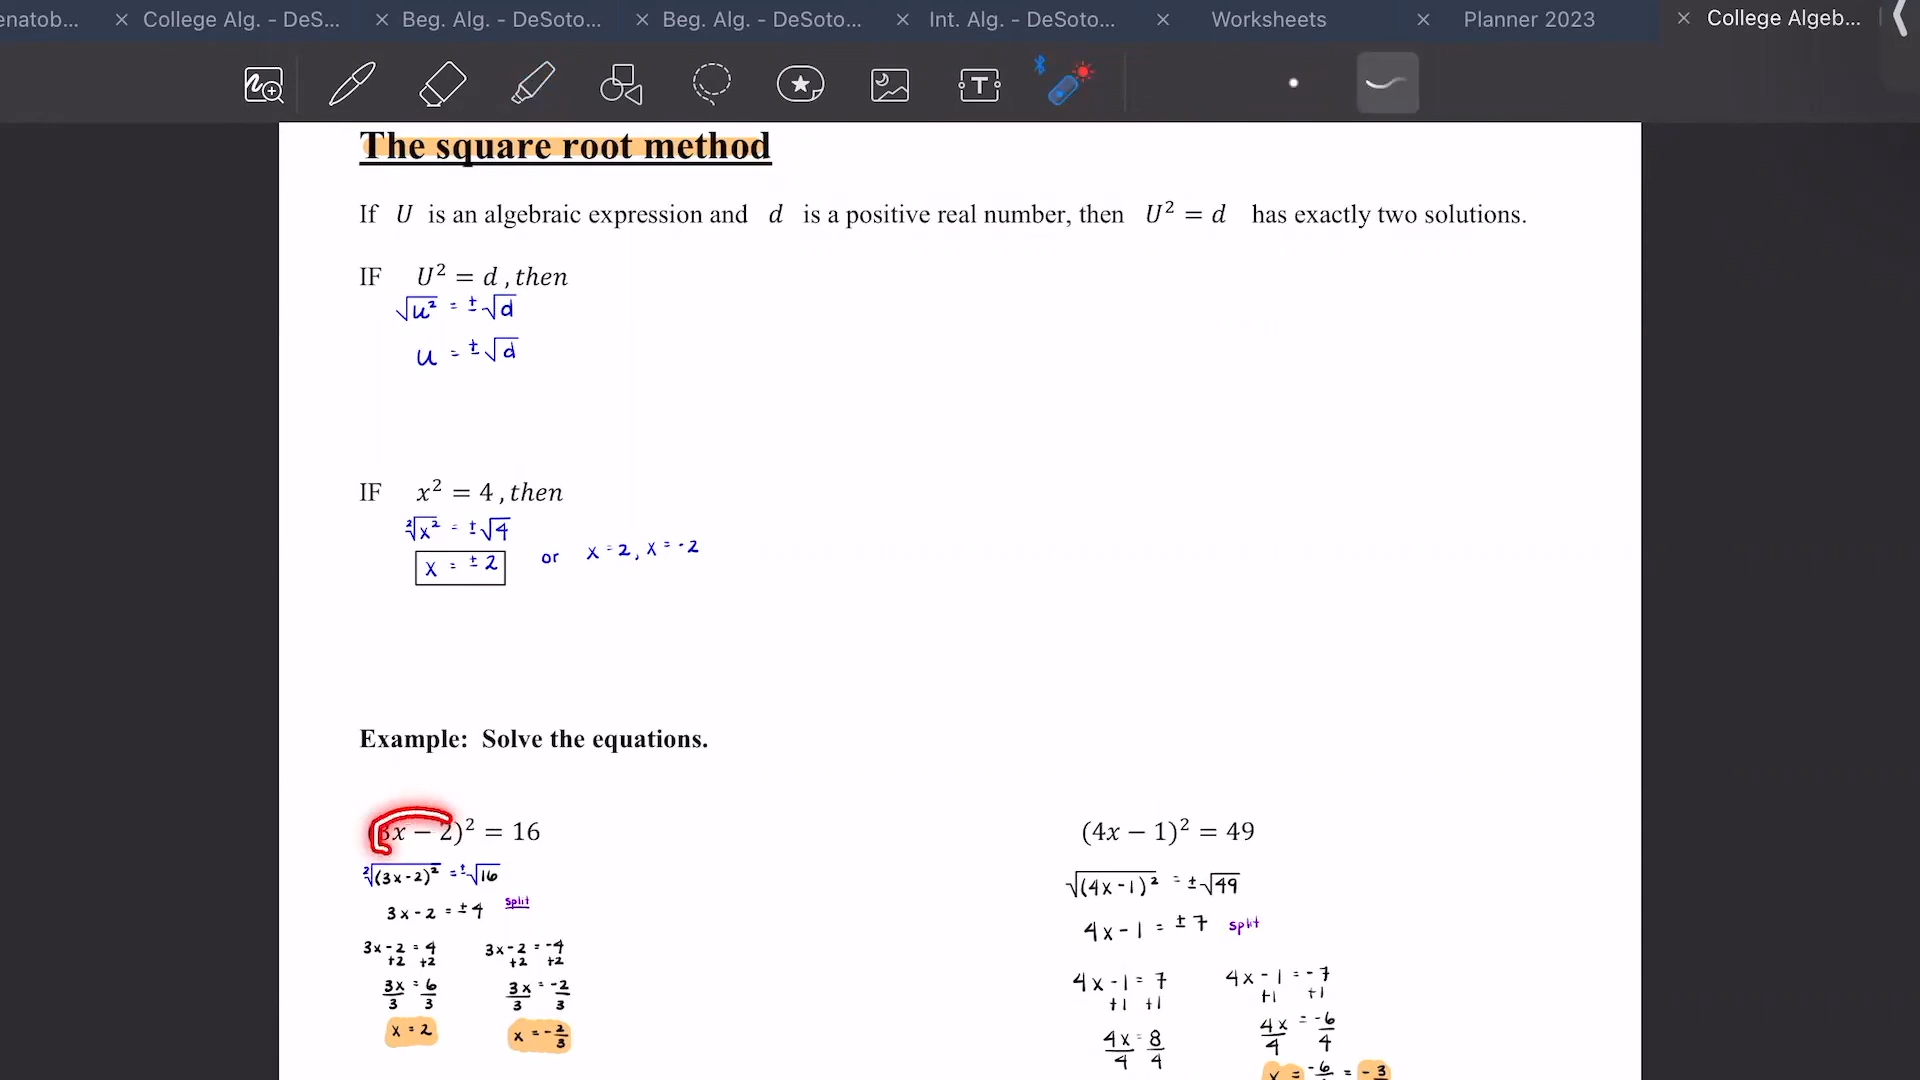 enatob... × College Alg. - DeS... × Beg. Alg. - DeSoto... × Beg. Alg. - DeSoto... × Int. Alg. - DeSoto... × Worksheets × Planner 2023 × College Algeb...
The square root method
If U is an algebraic expression and d is a positive real number, then U² = d has exactly two solutions.
IF U² = d , then
√u² = ±√d
u = ±√d
IF x² = 4 , then
²√x² = ±√4
x = ±2 or x = 2, x = -2
Example: Solve the equations.
(3x − 2)² = 16
²√(3x-2)² = ±√16
3x-2 = ±4 split
3x-2 = 4 3x-2 = -4
+2 +2 +2 +2
3x = 6 3x = -2
3 3 3 3
x = 2 x = -2/3
(4x − 1)² = 49
√(4x-1)² = ±√49
4x-1 = ±7 split
4x-1 = 7 4x-1 = -7
+1 +1 +1 +1
4x = 8 4x = -6
4 4 4 4
x = -6 = -3